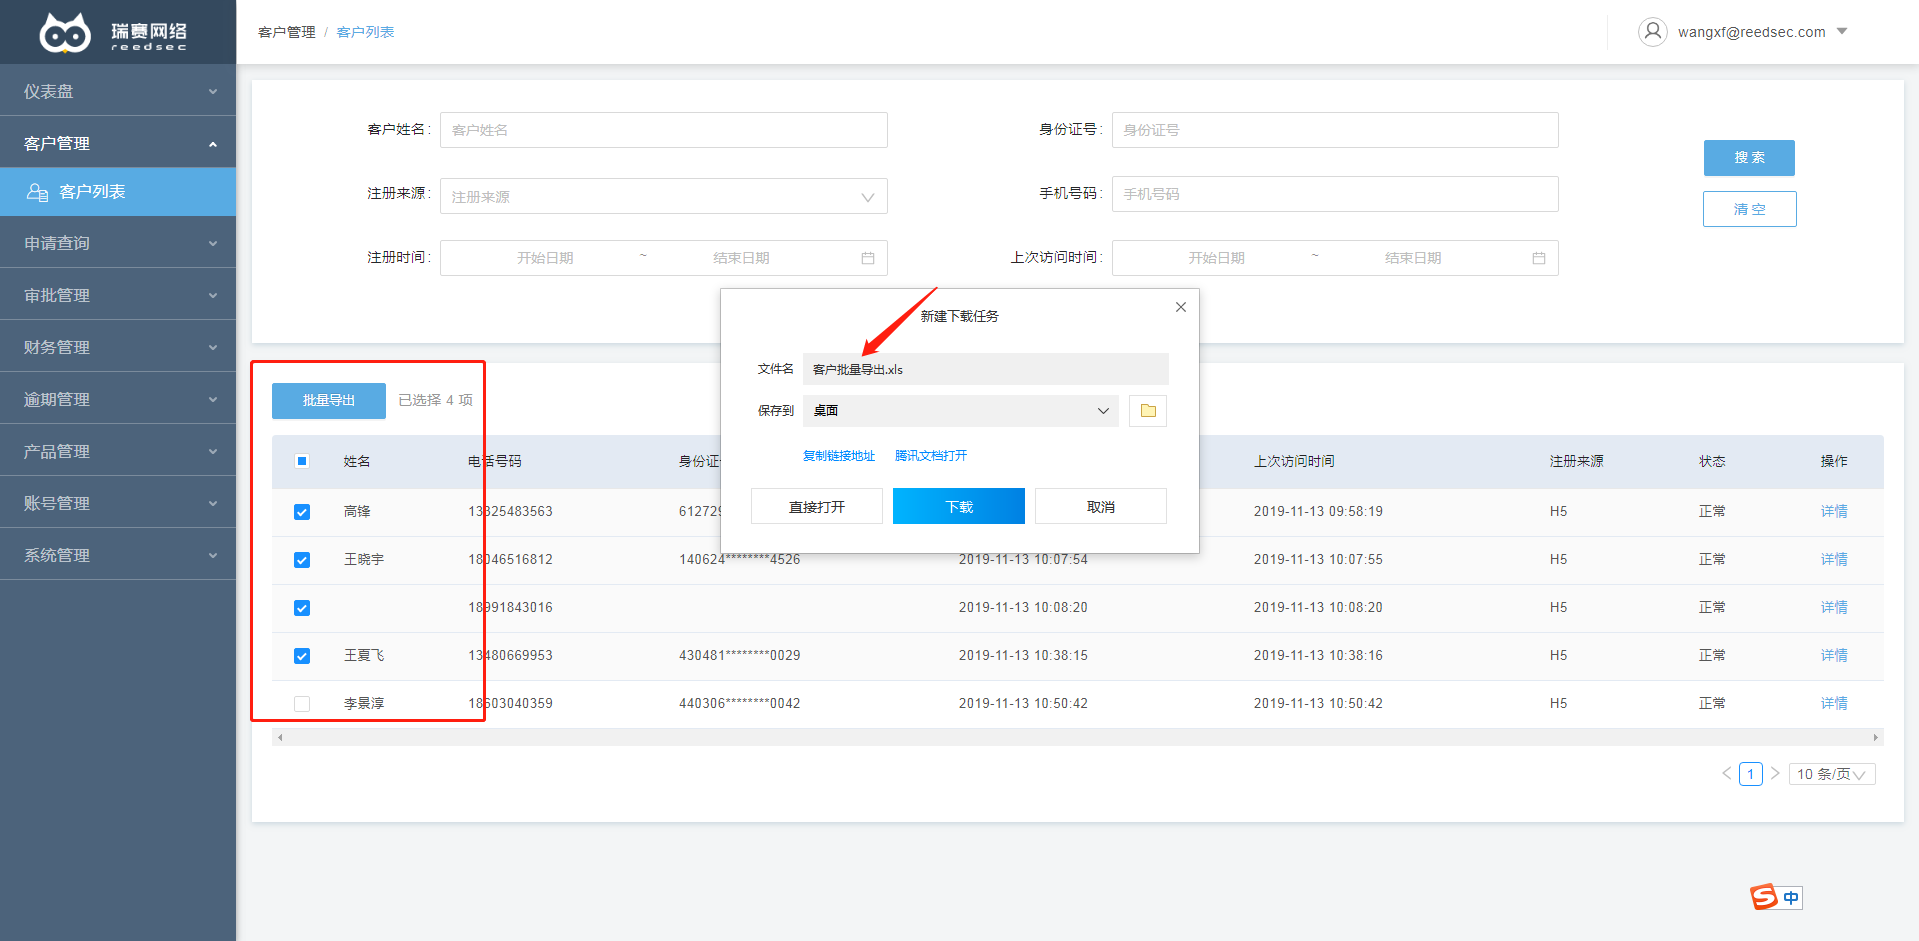 瑞赛网络
reedsec
客户管理 / 客户列表
wangxf@reedsec.com
仪表盘
客户管理
客户列表
申请查询
审批管理
财务管理
逾期管理
产品管理
账号管理
系统管理
客户姓名: 客户姓名
身份证号: 身份证号
搜 索
注册来源: 注册来源
手机号码: 手机号码
清 空
注册时间: 开始日期 ~ 结束日期
上次访问时间: 开始日期 ~ 结束日期
新建下载任务
文件名 客户批量导出.xls
保存到 桌面
复制链接地址 腾讯文档打开
直接打开 下载 取消
批量导出 已选择 4 项
姓名 电话号码 身份证 上次访问时间 注册来源 状态 操作
高锋 13825483563 612729 2019-11-13 09:58:19 H5 正常 详情
王晓宇 18046516812 140624********4526 2019-11-13 10:07:54 2019-11-13 10:07:55 H5 正常 详情
18991843016 2019-11-13 10:08:20 2019-11-13 10:08:20 H5 正常 详情
王夏飞 13480669953 430481********0029 2019-11-13 10:38:15 2019-11-13 10:38:16 H5 正常 详情
李景淳 18603040359 440306********0042 2019-11-13 10:50:42 2019-11-13 10:50:42 H5 正常 详情
1 10 条/页
S 中